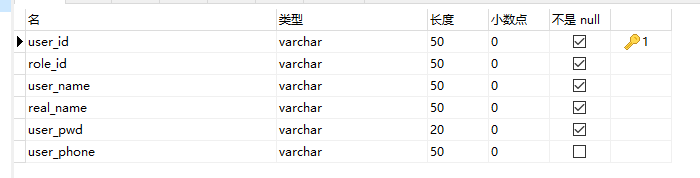 名 类型 长度 小数点 不是 null
user_id varchar 50 0 1
role_id varchar 50 0
user_name varchar 50 0
real_name varchar 50 0
user_pwd varchar 20 0
user_phone varchar 50 0